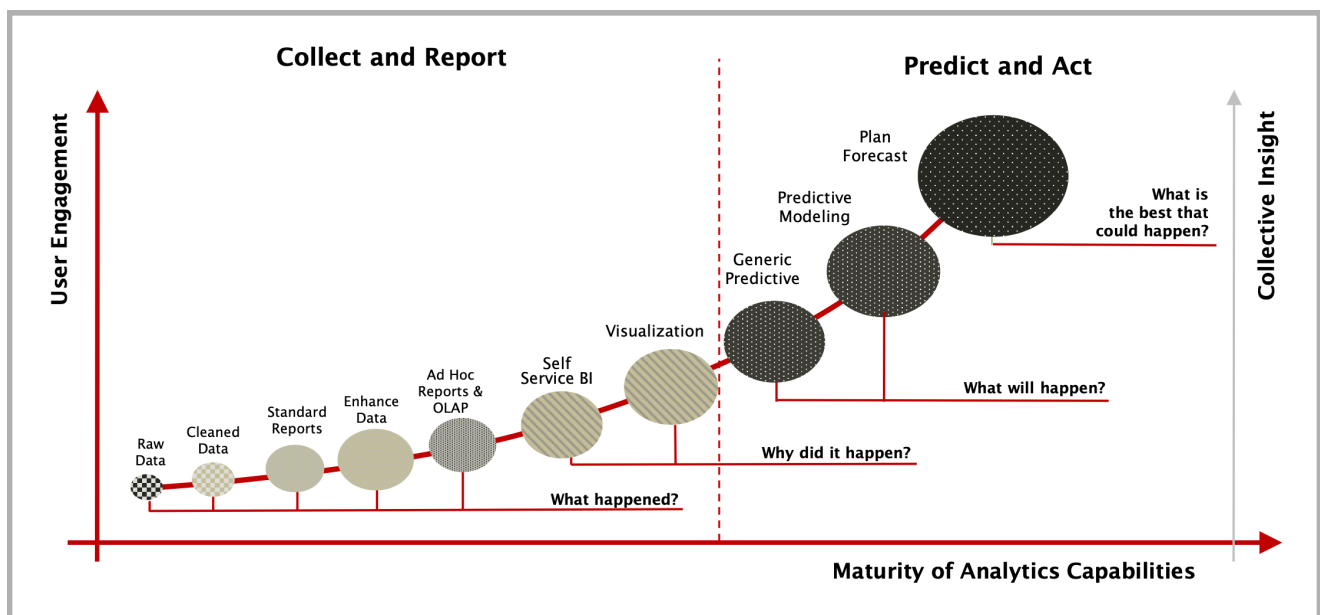 Collect and Report
Predict and Act
User Engagement
Collective Insight
Raw
Data
Cleaned
Data
Standard
Reports
Enhance
Data
Ad Hoc
Reports &
OLAP
Self
Service BI
Visualization
Generic
Predictive
Predictive
Modeling
Plan
Forecast
What happened?
Why did it happen?
What will happen?
What is
the best that
could happen?
Maturity of Analytics Capabilities